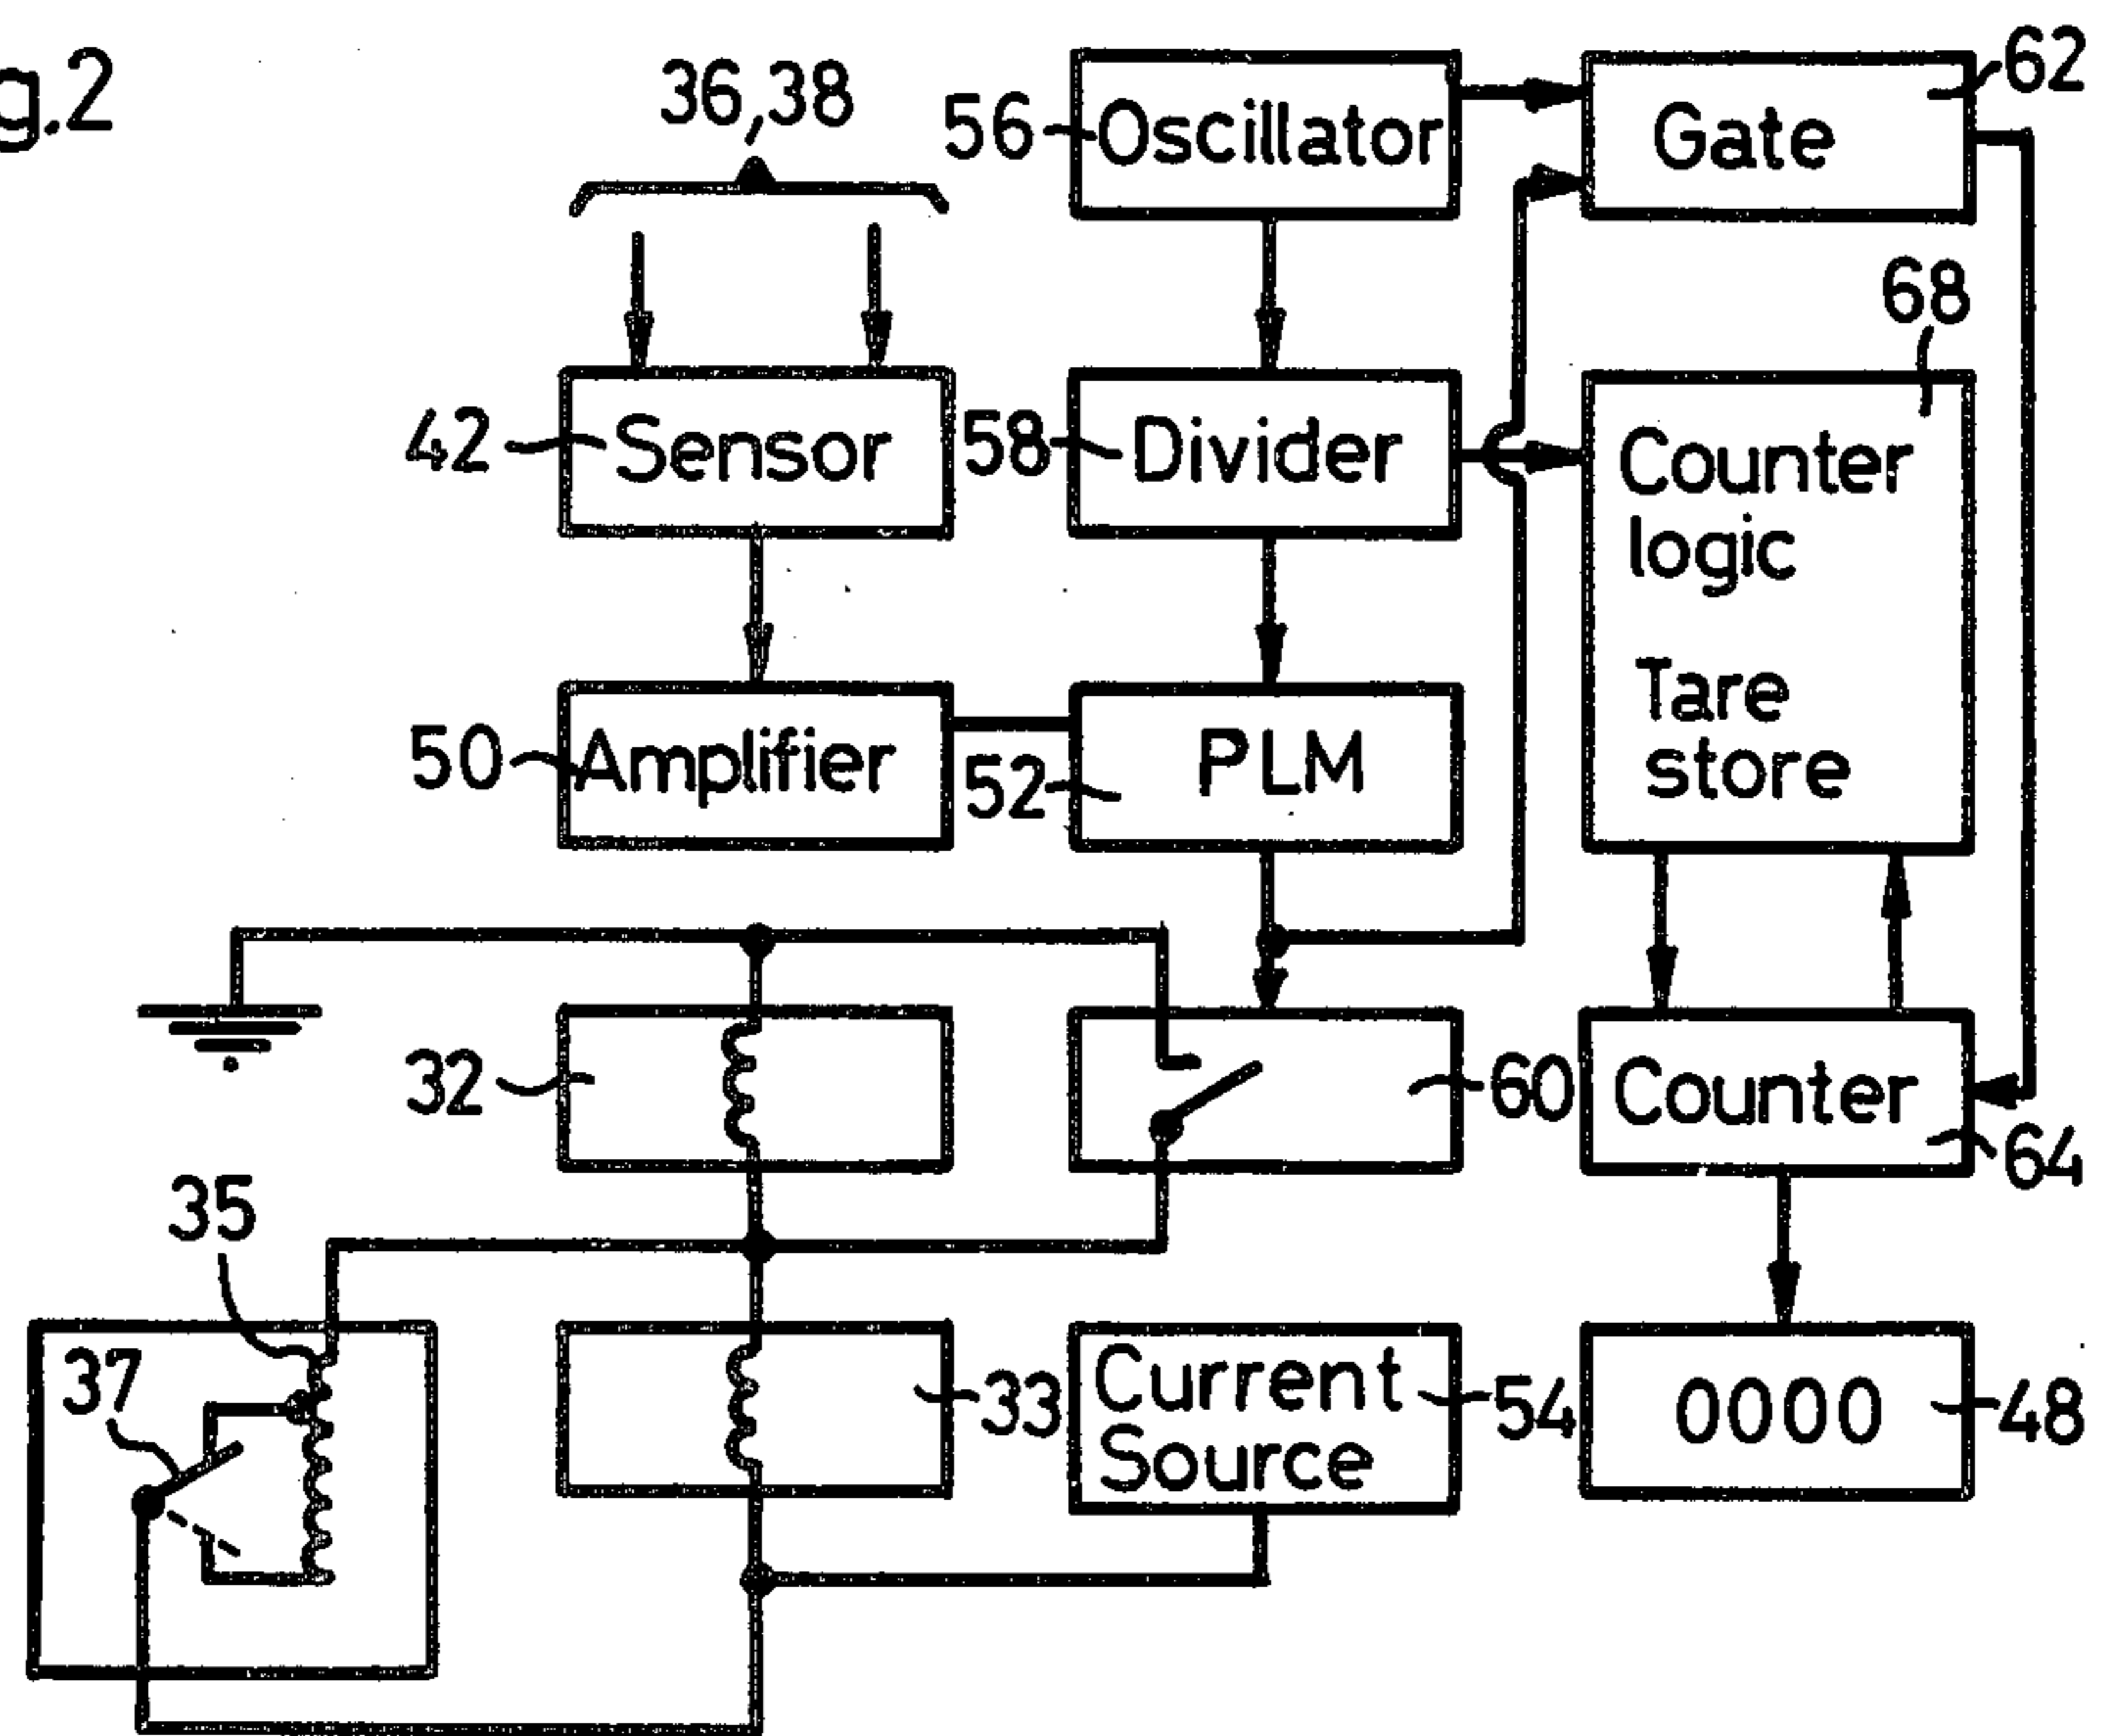 g.2
36,38
56
Oscillator
Gate
62
68
42
Sensor
58
Divider
Counter
logic
Tare
store
50
Amplifier
52
PLM
32
60
Counter
64
35
37
33
Current
Source
54
0000
48